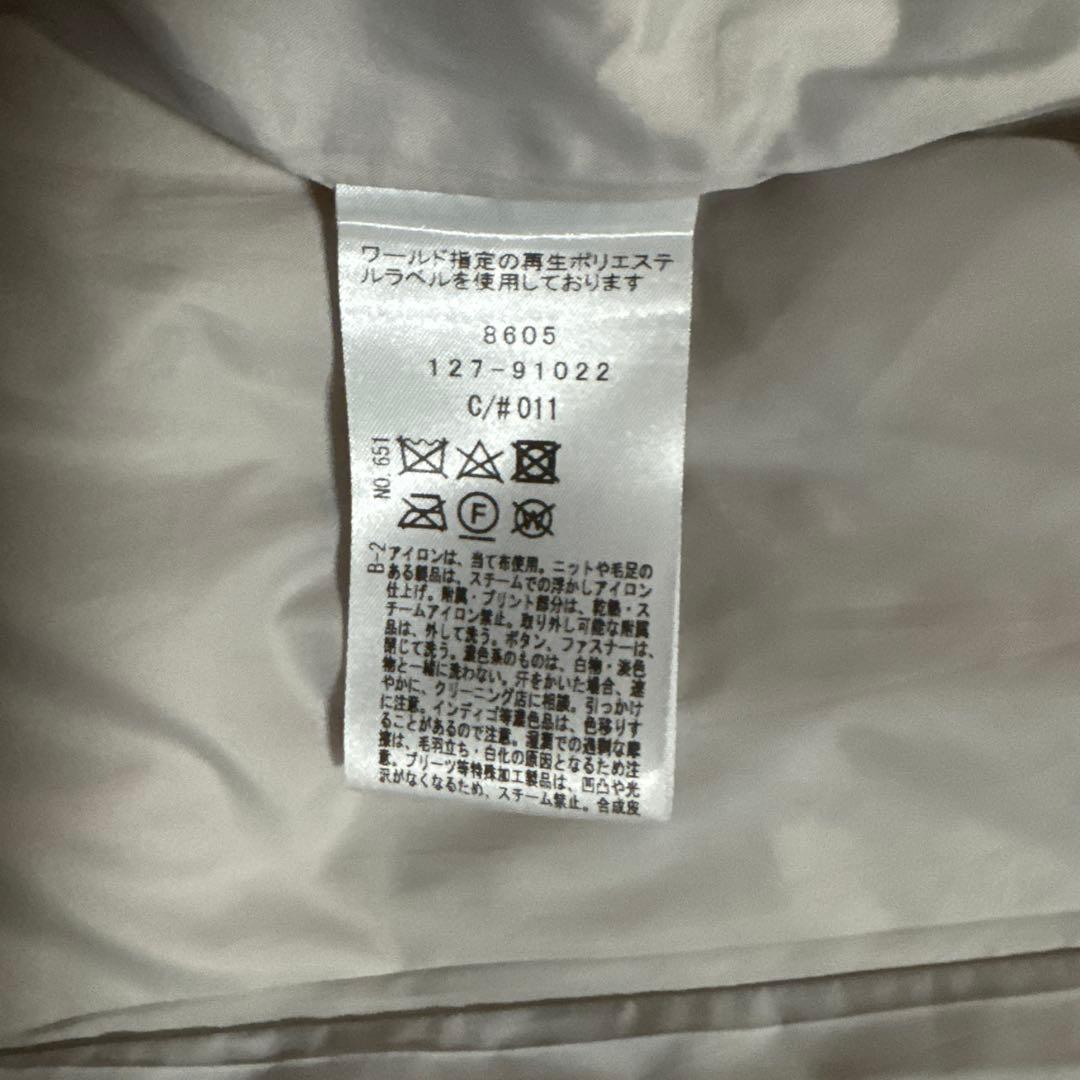 ワールド指定の再生ポリエステ
ルラベルを使用しております
8605
127-91022
C/#011
NO. 651
F
W
B-2
アイロンは、当て布使用。ニットや毛足の
ある製品は、スチームでの浮かしアイロン
仕上げ。附属・プリント部分は、乾熱・ス
チームアイロン禁止。取り外し可能な附属
品は、外して洗う。ボタン、ファスナーは、
閉じて洗う。濃色系のものは、白物・淡色
物と一緒に洗わない。汗をかいた場合、速
やかに、クリーニング店に相談。引っかけ
に注意。インディゴ等濃色品は、色移りす
ることがあるので注意。湿潤での過剰な摩
擦は、毛羽立ち・白化の原因となるため注
意。プリーツ等特殊加工製品は、凹凸や光
沢がなくなるため、スチーム禁止。合成皮